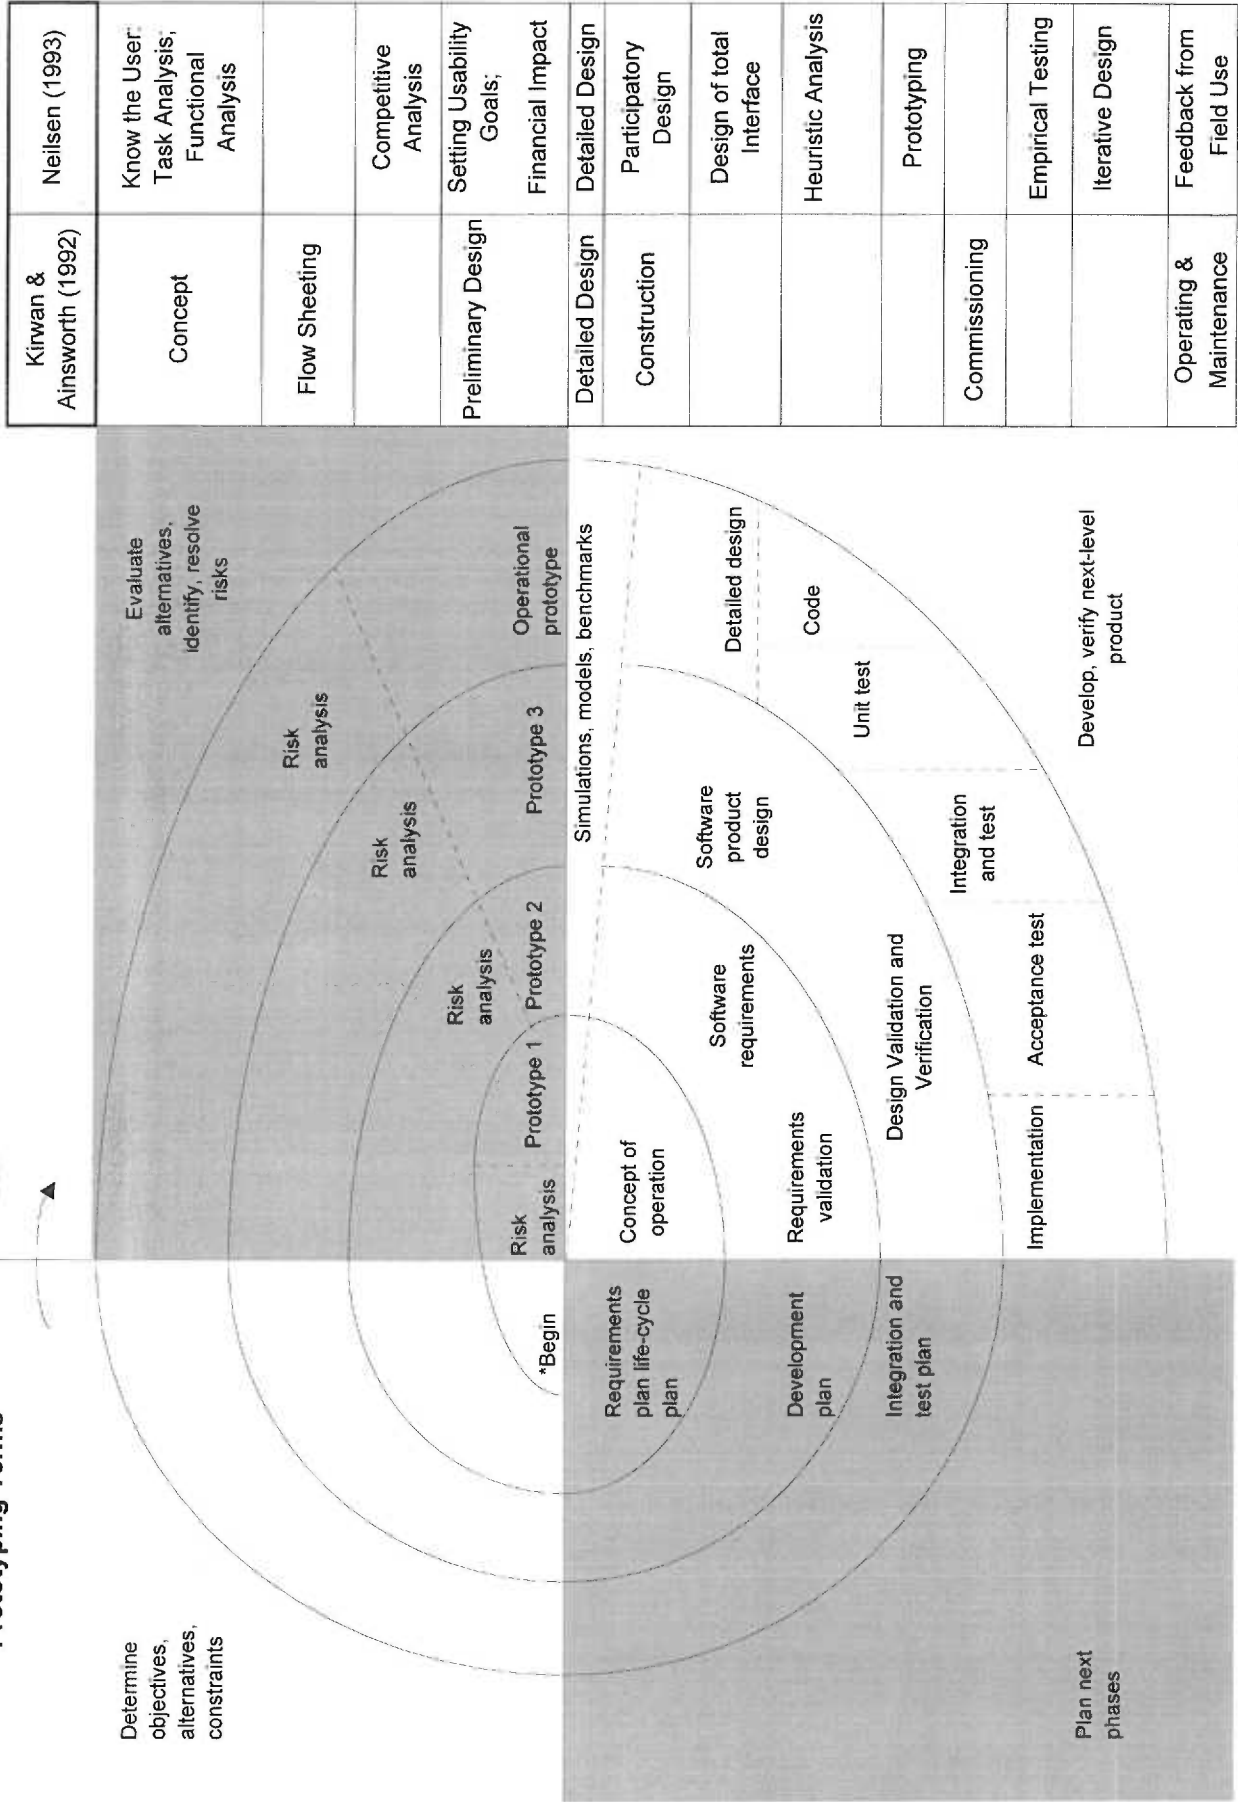 Prototyping Terms
Determine
objectives,
alternatives,
constraints
Evaluate
alternatives,
identify, resolve
risks
Risk
analysis
Risk
analysis
Risk
analysis
Risk
analysis
*Begin
Prototype 1
Prototype 2
Prototype 3
Operational
prototype
Simulations, models, benchmarks
Requirements
plan life-cycle
plan
Concept of
operation
Software
requirements
Software
product
design
Detailed design
Code
Unit test
Development
plan
Requirements
validation
Integration and
test plan
Design Validation and
Verification
Integration
and test
Acceptance test
Implementation
Plan next
phases
Develop, verify next-level
product
Kirwan &
Ainsworth (1992)
Neilsen (1993)
Concept
Know the User:
Task Analysis;
Functional
Analysis
Flow Sheeting
Competitive
Analysis
Preliminary Design
Setting Usability
Goals;
Financial Impact
Detailed Design
Detailed Design
Construction
Participatory
Design
Design of total
Interface
Heuristic Analysis
Prototyping
Commissioning
Empirical Testing
Iterative Design
Operating &
Maintenance
Feedback from
Field Use